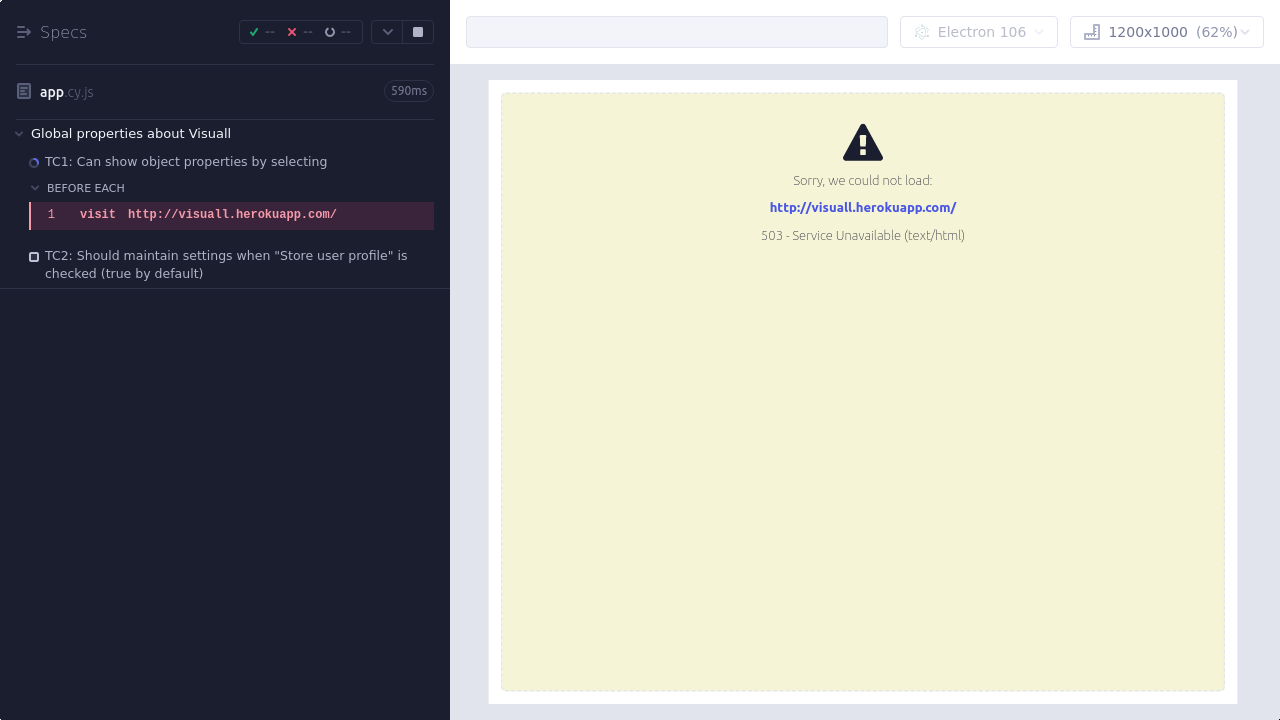 Specs
--
--
--
Electron 106
1200x1000 (62%)
app.cy.js
590ms
Global properties about Visuall
TC1: Can show object properties by selecting
BEFORE EACH
1 visit http://visuall.herokuapp.com/
TC2: Should maintain settings when "Store user profile" is
checked (true by default)
Sorry, we could not load:
http://visuall.herokuapp.com/
503 - Service Unavailable (text/html)